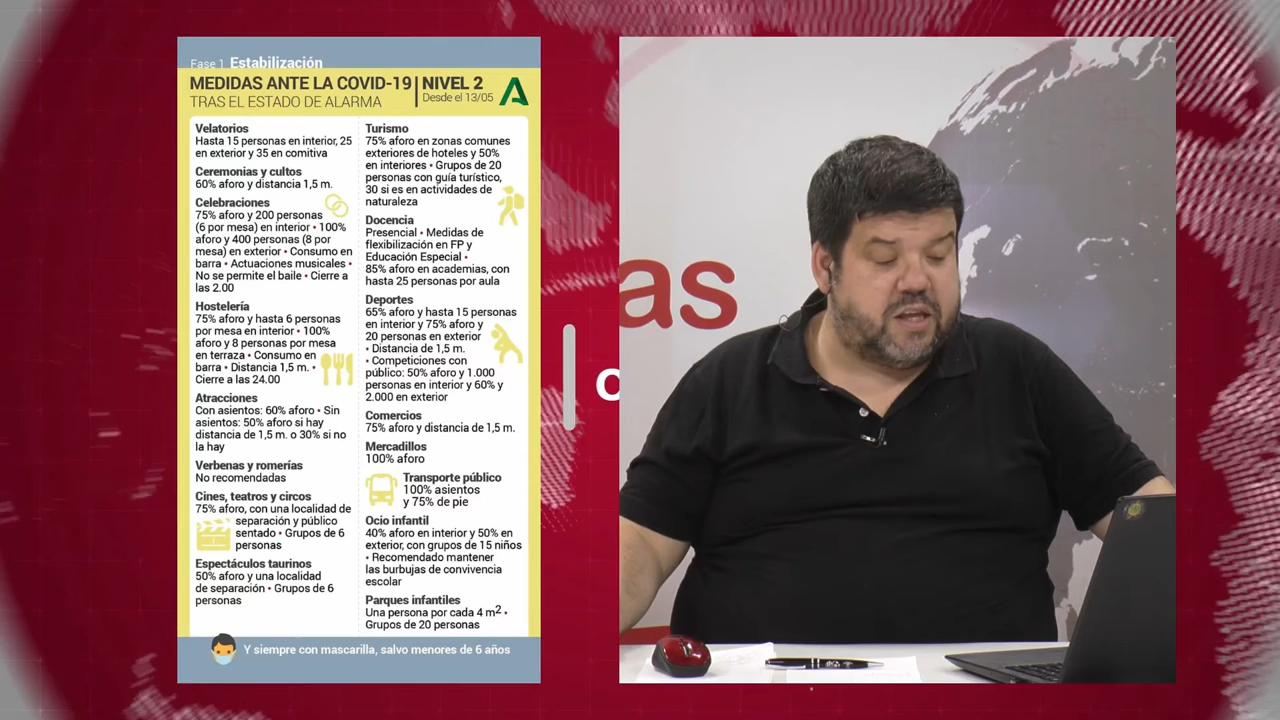 Fase 1 Estabilización
MEDIDAS ANTE LA COVID-19 | NIVEL 2
TRAS EL ESTADO DE ALARMA
Desde el 13/05
Velatorios
Hasta 15 personas en interior, 25
en exterior y 35 en comitiva
Ceremonias y cultos
60% aforo y distancia 1,5 m.
Celebraciones
75% aforo y 200 personas
(6 por mesa) en interior • 100%
aforo y 400 personas (8 por
mesa) en exterior • Consumo en
barra • Actuaciones musicales •
No se permite el baile • Cierre a
las 2.00
Hostelería
75% aforo y hasta 6 personas
por mesa en interior • 100%
aforo y 8 personas por mesa
en terraza • Consumo en
barra • Distancia 1,5 m. •
Cierre a las 24.00
Atracciones
Con asientos: 60% aforo • Sin
asientos: 50% aforo si hay
distancia de 1,5 m. o 30% si no
la hay
Verbenas y romerías
No recomendadas
Cines, teatros y circos
75% aforo, con una localidad de
separación y público
sentado • Grupos de 6
personas
Espectáculos taurinos
50% aforo y una localidad
de separación • Grupos de 6
personas
Turismo
75% aforo en zonas comunes
exteriores de hoteles y 50%
en interiores • Grupos de 20
personas con guía turístico,
30 si es en actividades de
naturaleza
Docencia
Presencial • Medidas de
flexibilización en FP y
Educación Especial •
85% aforo en academias, con
hasta 25 personas por aula
Deportes
65% aforo y hasta 15 personas
en interior y 75% aforo y
20 personas en exterior
• Distancia de 1,5 m.
• Competiciones con
público: 50% aforo y 1.000
personas en interior y 60% y
2.000 en exterior
Comercios
75% aforo y distancia de 1,5 m.
Mercadillos
100% aforo
Transporte público
100% asientos
y 75% de pie
Ocio infantil
40% aforo en interior y 50% en
exterior, con grupos de 15 niños
• Recomendado mantener
las burbujas de convivencia
escolar
Parques infantiles
Una persona por cada 4 m2 •
Grupos de 20 personas
Y siempre con mascarilla, salvo menores de 6 años
as